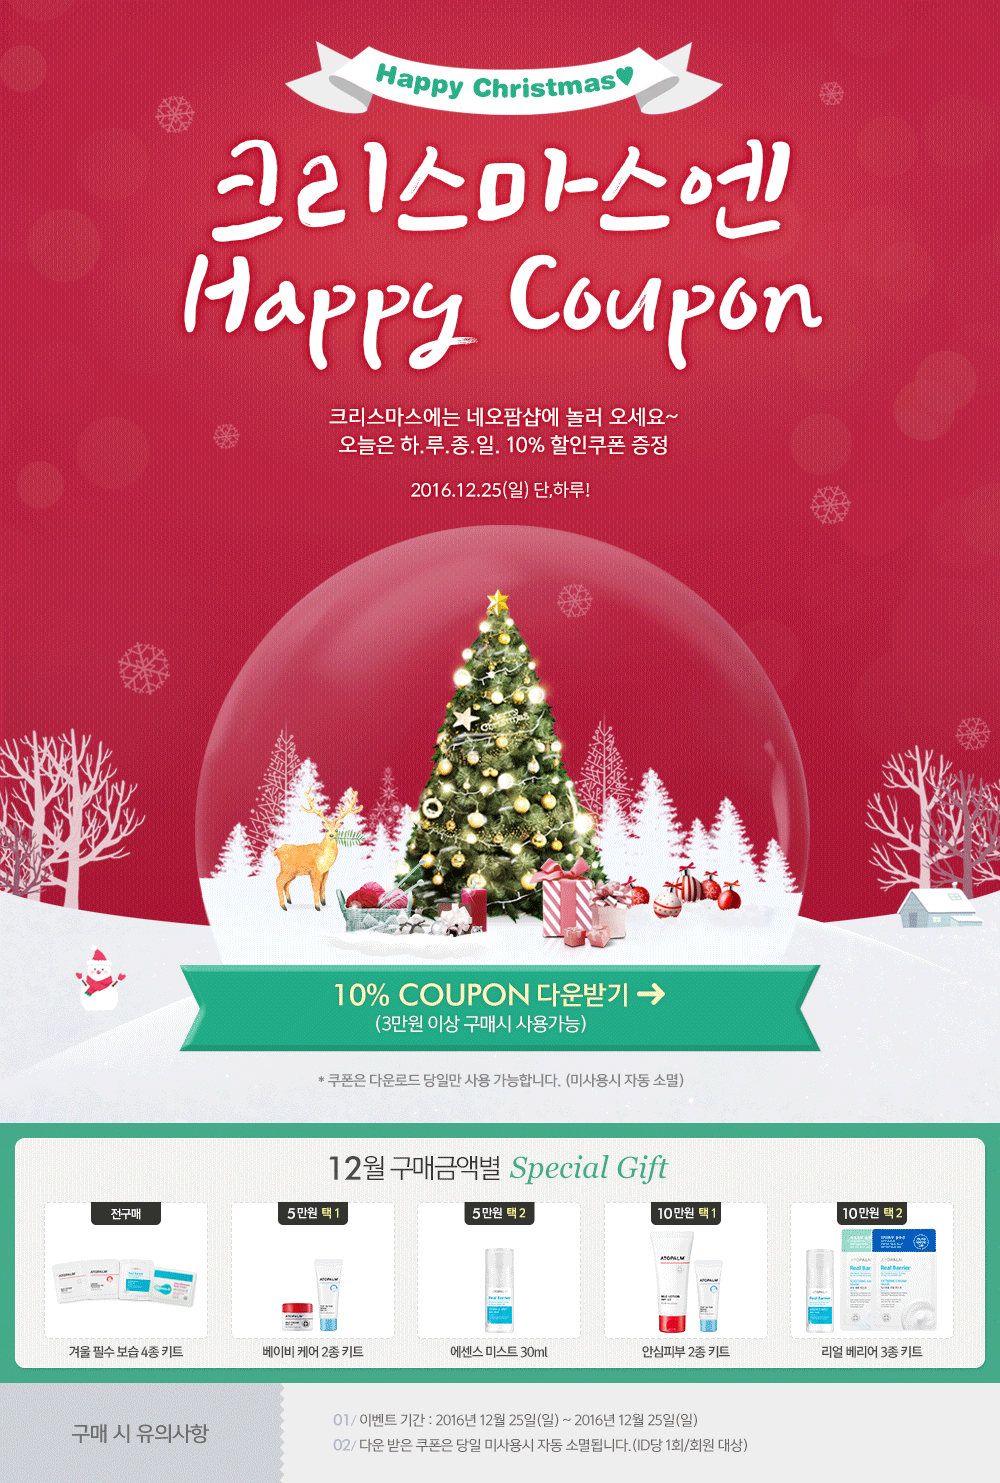 Happy Christmas♥
크리스마스엔
Happy Coupon
크리스마스에는 네오팜샵에 놀러 오세요~
오늘은 하.루.종.일. 10% 할인쿠폰 증정
2016.12.25(일) 단,하루!
Merry Christmas
10% COUPON 다운받기 →
(3만원 이상 구매시 사용가능)
* 쿠폰은 다운로드 당일만 사용 가능합니다. (미사용시 자동 소멸)
12월 구매금액별 Special Gift
전구매
5만원 택 1
5만원 택 2
10만원 택 1
10만원 택 2
ATOPALM
ATOPALM
Real Barrier
ATOPALM
ATOPALM
Real Barrier
Real Barrier
겨울 필수 보습 4종 키트
베이비 케어 2종 키트
에센스 미스트 30ml
안심피부 2종 키트
리얼 베리어 3종 키트
구매 시 유의사항
01/ 이벤트 기간 : 2016년 12월 25일(일) ~ 2016년 12월 25일(일)
02/ 다운 받은 쿠폰은 당일 미사용시 자동 소멸됩니다.(ID당 1회/회원 대상)